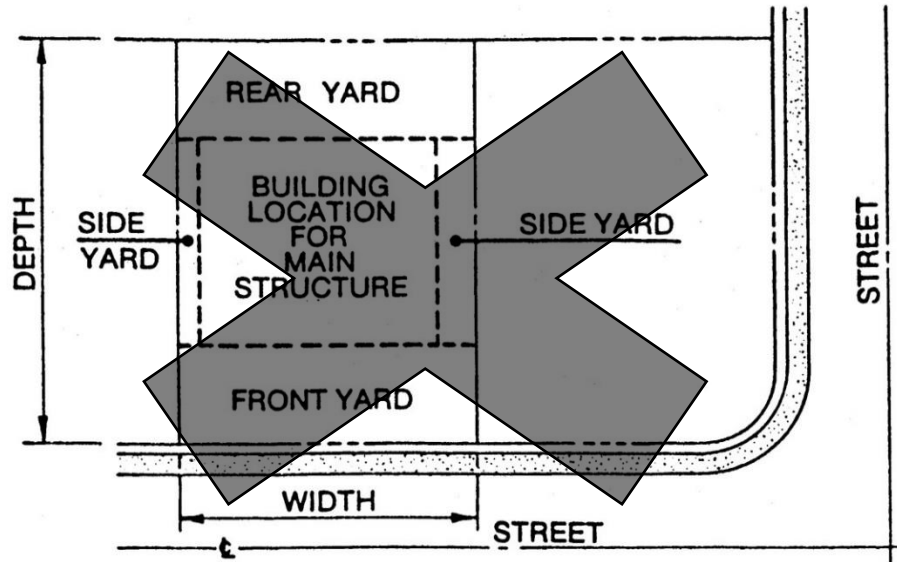 REAR YARD
BUILDING
LOCATION
FOR
MAIN
STRUCTURE
SIDE
YARD
SIDE YARD
DEPTH
STREET
FRONT YARD
WIDTH
STREET
℄